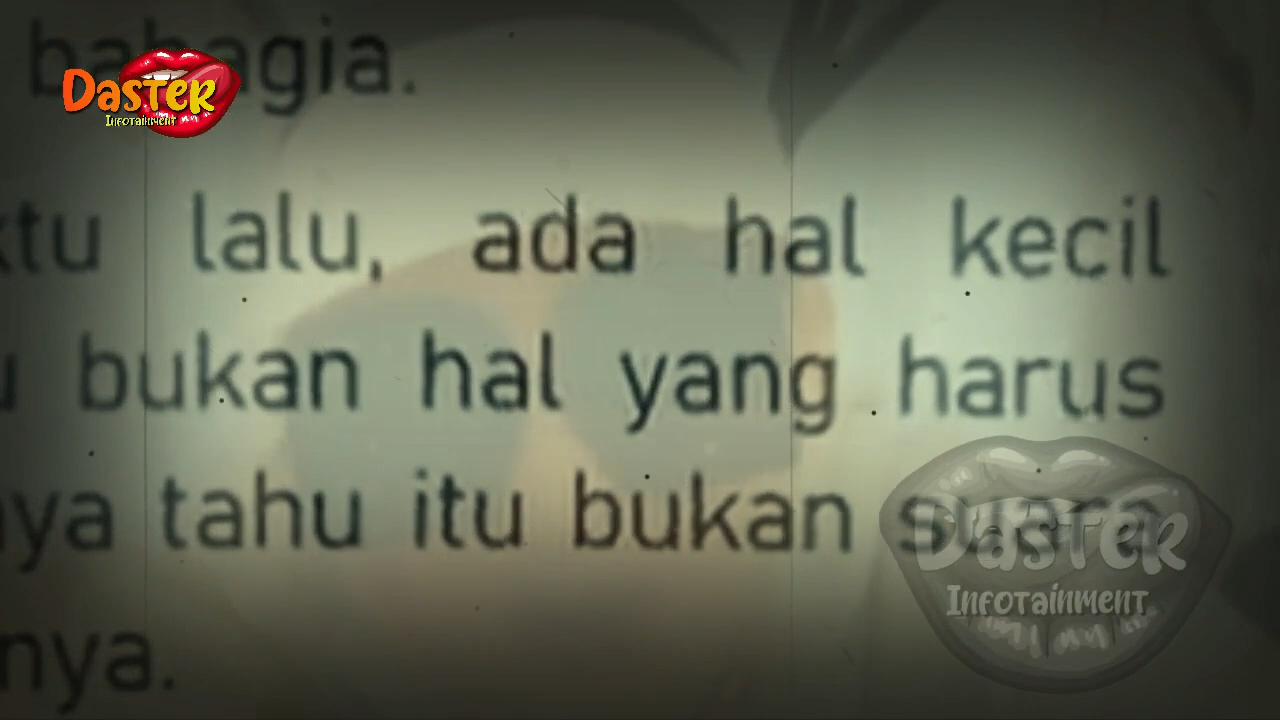 bahagia.
DASTER
INFOTAINMENT
ktu lalu, ada hal kecil
u bukan hal yang harus
nya tahu itu bukan suara
nya.
DASTER
INFOTAINMENT